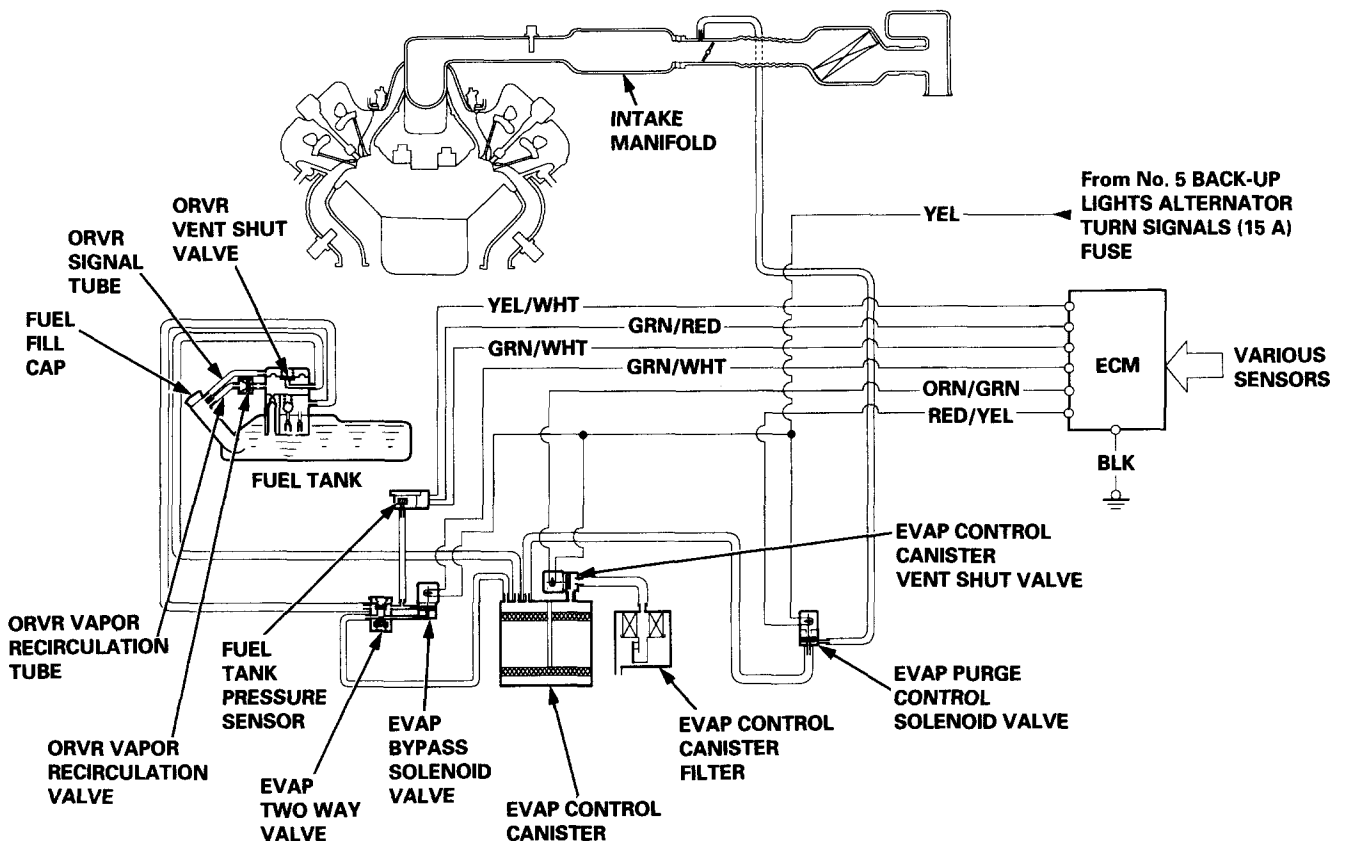 INTAKE
MANIFOLD
From No. 5 BACK-UP
LIGHTS ALTERNATOR
TURN SIGNALS (15 A)
FUSE
YEL
ORVR
VENT SHUT
VALVE
ORVR
SIGNAL
TUBE
FUEL
FILL
CAP
YEL/WHT
GRN/RED
GRN/WHT
GRN/WHT
ORN/GRN
RED/YEL
ECM
VARIOUS
SENSORS
BLK
FUEL TANK
EVAP CONTROL
CANISTER
VENT SHUT VALVE
ORVR VAPOR
RECIRCULATION
TUBE
FUEL
TANK
PRESSURE
SENSOR
EVAP PURGE
CONTROL
SOLENOID VALVE
ORVR VAPOR
RECIRCULATION
VALVE
EVAP
TWO WAY
VALVE
EVAP
BYPASS
SOLENOID
VALVE
EVAP CONTROL
CANISTER
EVAP CONTROL
CANISTER
FILTER